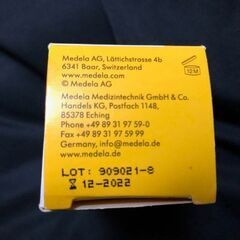 Medela AG, Lättichstrasse 4b
6341 Baar, Switzerland
www.medela.com
© Medela AG
12 M
Medela Medizintechnik GmbH & Co.
Handels KG, Postfach 1148,
85378 Eching
Phone +49 89 31 97 59-0
Fax +49 89 31 97 59 99
Germany, info@medela.de
www.medela.de
LOT: 909021-8
12-2022